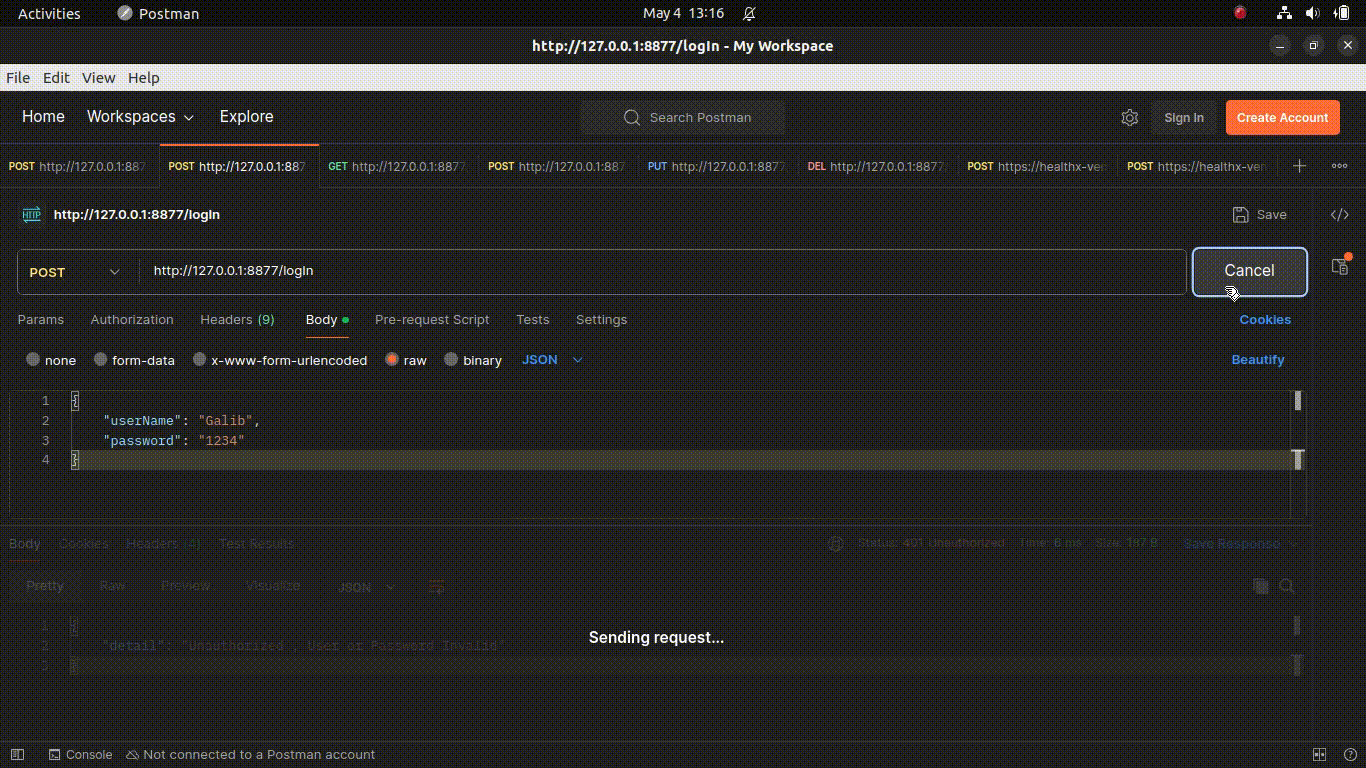 Activities Postman May 4 13:16
http://127.0.0.1:8877/logIn - My Workspace
File Edit View Help
Home Workspaces Explore Search Postman Sign In Create Account
POST http://127.0.0.1:887 POST http://127.0.0.1:887 GET http://127.0.0.1:8877 POST http://127.0.0.1:887 PUT http://127.0.0.1:8877 DEL http://127.0.0.1:8877 POST https://healthx-ve POST https://healthx-ven
HTTP http://127.0.0.1:8877/logIn Save
POST http://127.0.0.1:8877/logIn Cancel
Params Authorization Headers (9) Body Pre-request Script Tests Settings Cookies
none form-data x-www-form-urlencoded raw binary JSON Beautify
1 {
2 "userName": "Galib",
3 "password": "1234"
4 }
Body Cookies Headers (4) Test Results Status: 401 Unauthorized Time: 6 ms Size: 187 B Save Response
Pretty Raw Preview Visualize JSON
1 {
2 "detail": "Unauthorized , User or Password Invalid"
3 }
Sending request...
Console Not connected to a Postman account